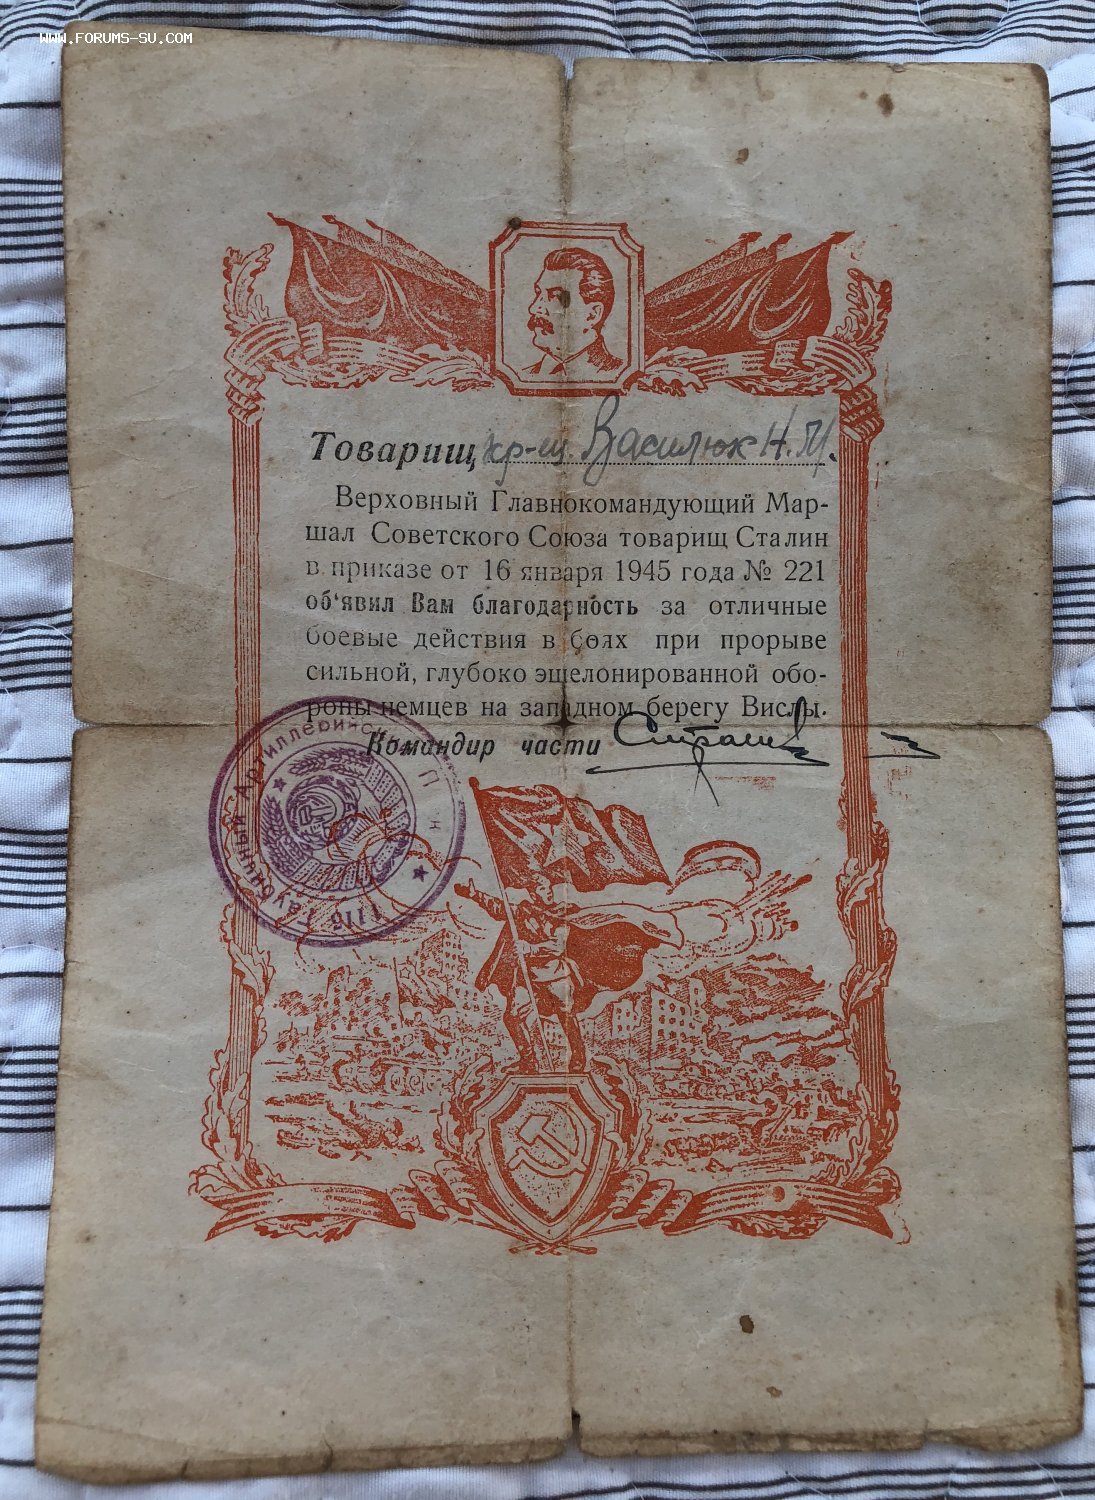 WWW.FORUMS-SU.COM
Товарищ кр-щ. Василюк Н.М.
Верховный Главнокомандующий Мар-
шал Советского Союза товарищ Сталин
в приказе от 16 января 1945 года № 221
об‘явил Вам благодарность за отличные
боевые действия в боях при прорыве
сильной, глубоко эшелонированной обо-
роны немцев на западном берегу Вислы.
Командир части
Гаубичный Артиллерийский П